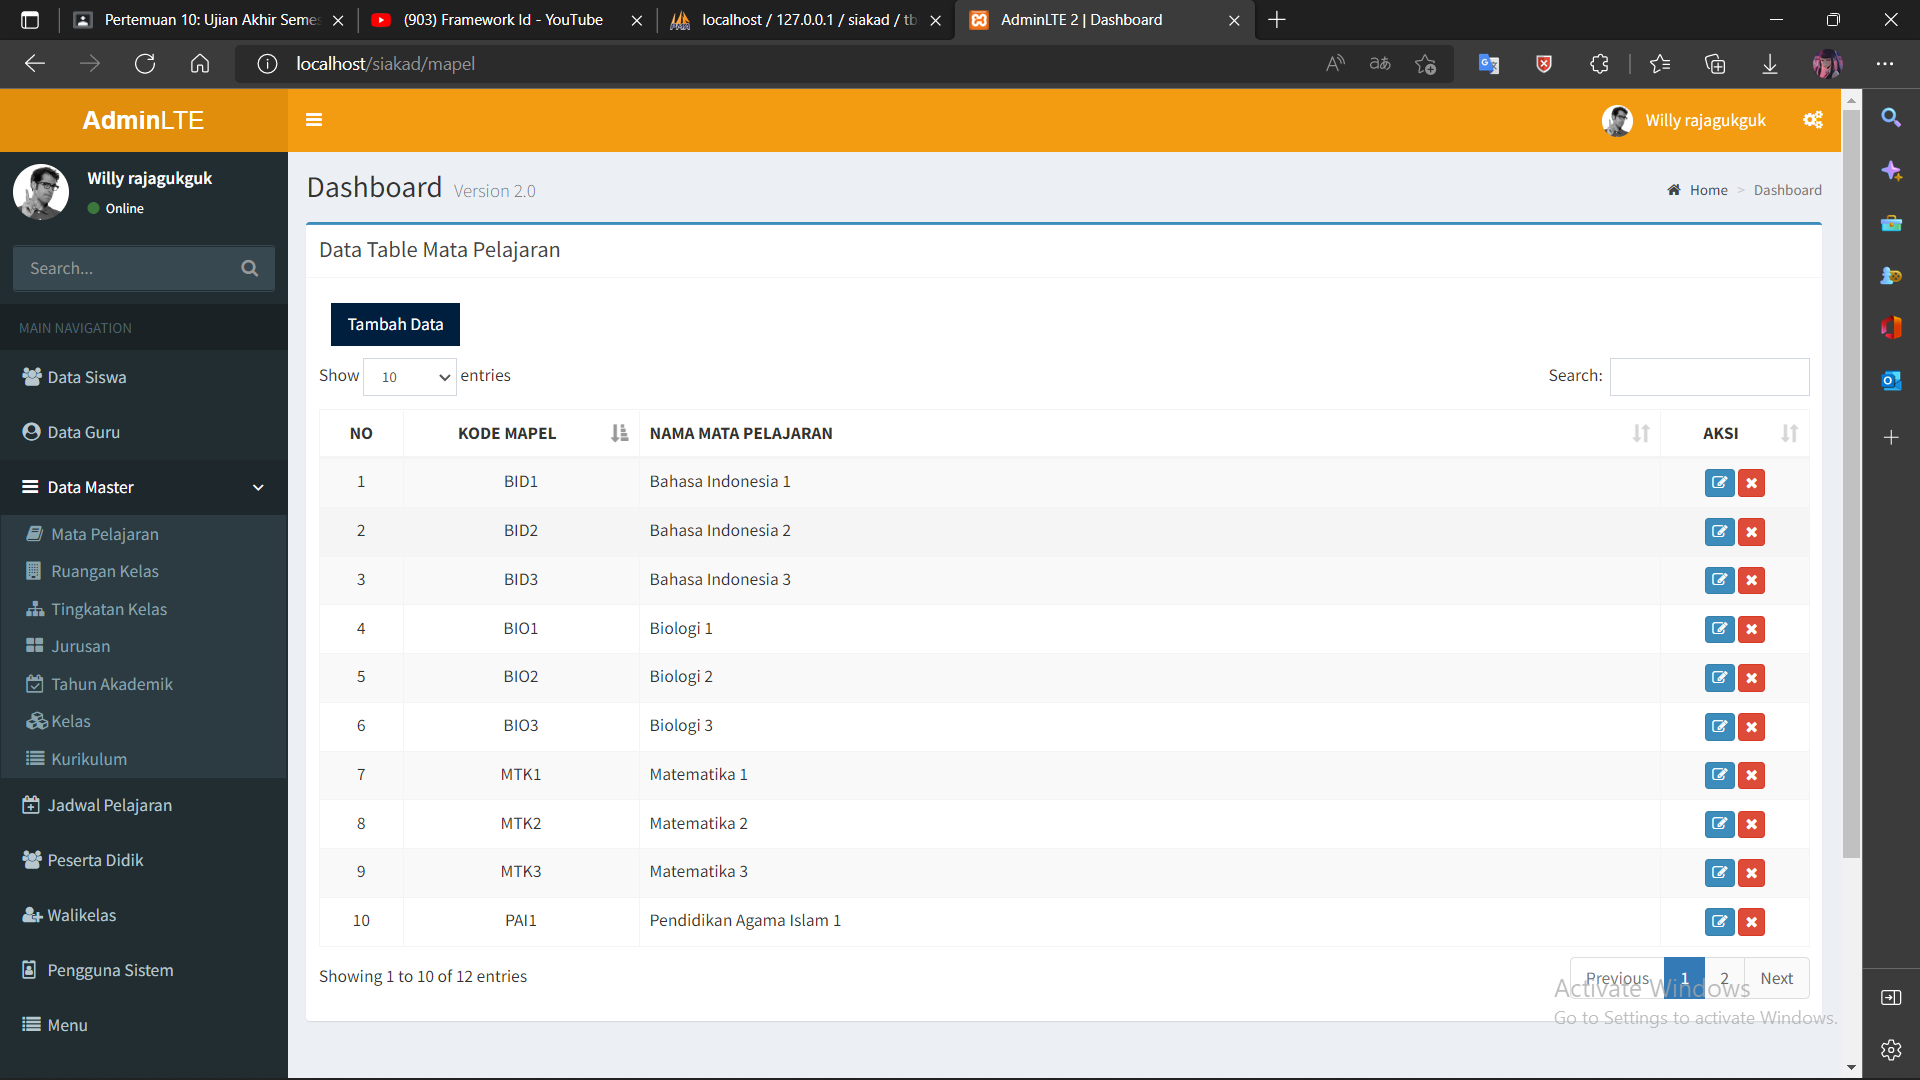 Pertemuan 10: Ujian Akhir Semes
(903) Framework Id - YouTube
localhost / 127.0.0.1 / siakad / tb
AdminLTE 2 | Dashboard
localhost/siakad/mapel
AdminLTE
Willy rajagukguk
Willy rajagukguk
Online
Dashboard Version 2.0
Home > Dashboard
Search...
MAIN NAVIGATION
Data Siswa
Data Guru
Data Master
Mata Pelajaran
Ruangan Kelas
Tingkatan Kelas
Jurusan
Tahun Akademik
Kelas
Kurikulum
Jadwal Pelajaran
Peserta Didik
Walikelas
Pengguna Sistem
Menu
Data Table Mata Pelajaran
Tambah Data
Show 10 entries
Search:
NO KODE MAPEL NAMA MATA PELAJARAN AKSI
1 BID1 Bahasa Indonesia 1
2 BID2 Bahasa Indonesia 2
3 BID3 Bahasa Indonesia 3
4 BIO1 Biologi 1
5 BIO2 Biologi 2
6 BIO3 Biologi 3
7 MTK1 Matematika 1
8 MTK2 Matematika 2
9 MTK3 Matematika 3
10 PAI1 Pendidikan Agama Islam 1
Showing 1 to 10 of 12 entries
Previous 1 2 Next
Activate Windows
Go to Settings to activate Windows.